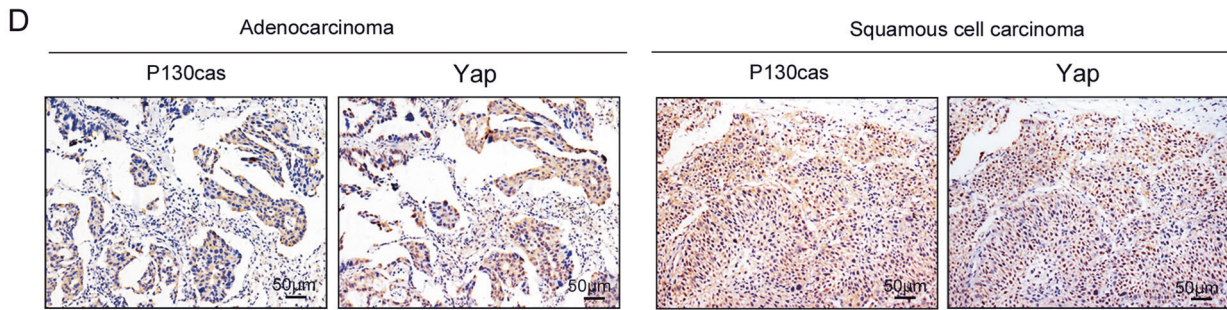 D
Adenocarcinoma
Squamous cell carcinoma
P130cas
Yap
P130cas
Yap
50μm
50μm
50μm
50μm